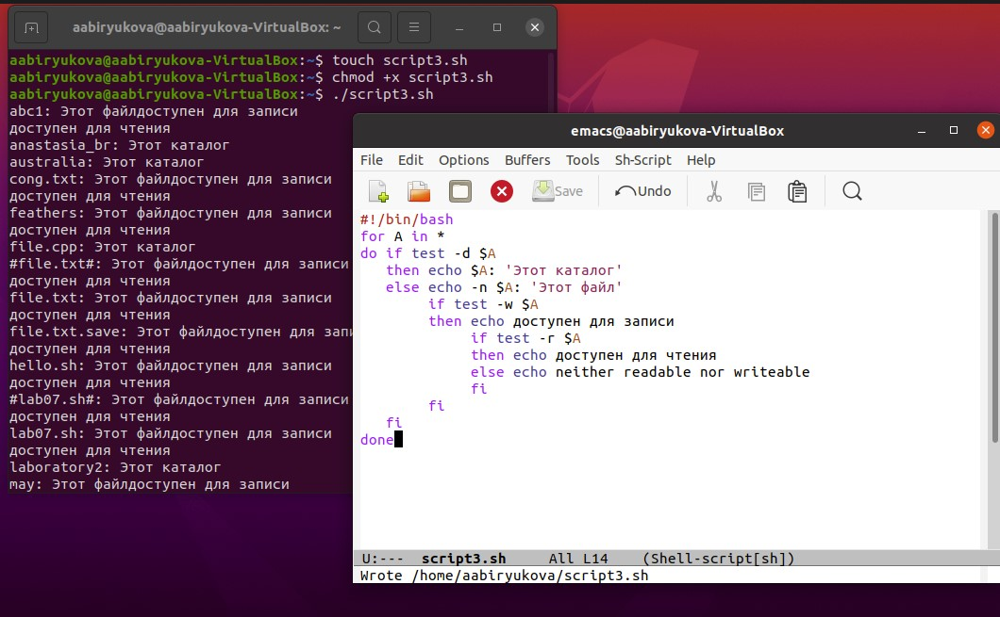 aabiryukova@aabiryukova-VirtualBox: ~
aabiryukova@aabiryukova-VirtualBox:~$ touch script3.sh
aabiryukova@aabiryukova-VirtualBox:~$ chmod +x script3.sh
aabiryukova@aabiryukova-VirtualBox:~$ ./script3.sh
abc1: Этот файлдоступен для записи
доступен для чтения
anastasia_br: Этот каталог
australia: Этот каталог
cong.txt: Этот файлдоступен для записи
доступен для чтения
feathers: Этот файлдоступен для записи
доступен для чтения
file.cpp: Этот каталог
#file.txt#: Этот файлдоступен для записи
доступен для чтения
file.txt: Этот файлдоступен для записи
доступен для чтения
file.txt.save: Этот файлдоступен для запи
доступен для чтения
hello.sh: Этот файлдоступен для записи
доступен для чтения
#lab07.sh#: Этот файлдоступен для записи
доступен для чтения
lab07.sh: Этот файлдоступен для записи
доступен для чтения
laboratory2: Этот каталог
may: Этот файлдоступен для записи
emacs@aabiryukova-VirtualBox
File Edit Options Buffers Tools Sh-Script Help
Save Undo
#!/bin/bash
for A in *
do if test -d $A
   then echo $A: 'Этот каталог'
   else echo -n $A: 'Этот файл'
        if test -w $A
        then echo доступен для записи
             if test -r $A
             then echo доступен для чтения
             else echo neither readable nor writeable
             fi
        fi
   fi
done
U:---  script3.sh     All L14    (Shell-script[sh])
Wrote /home/aabiryukova/script3.sh